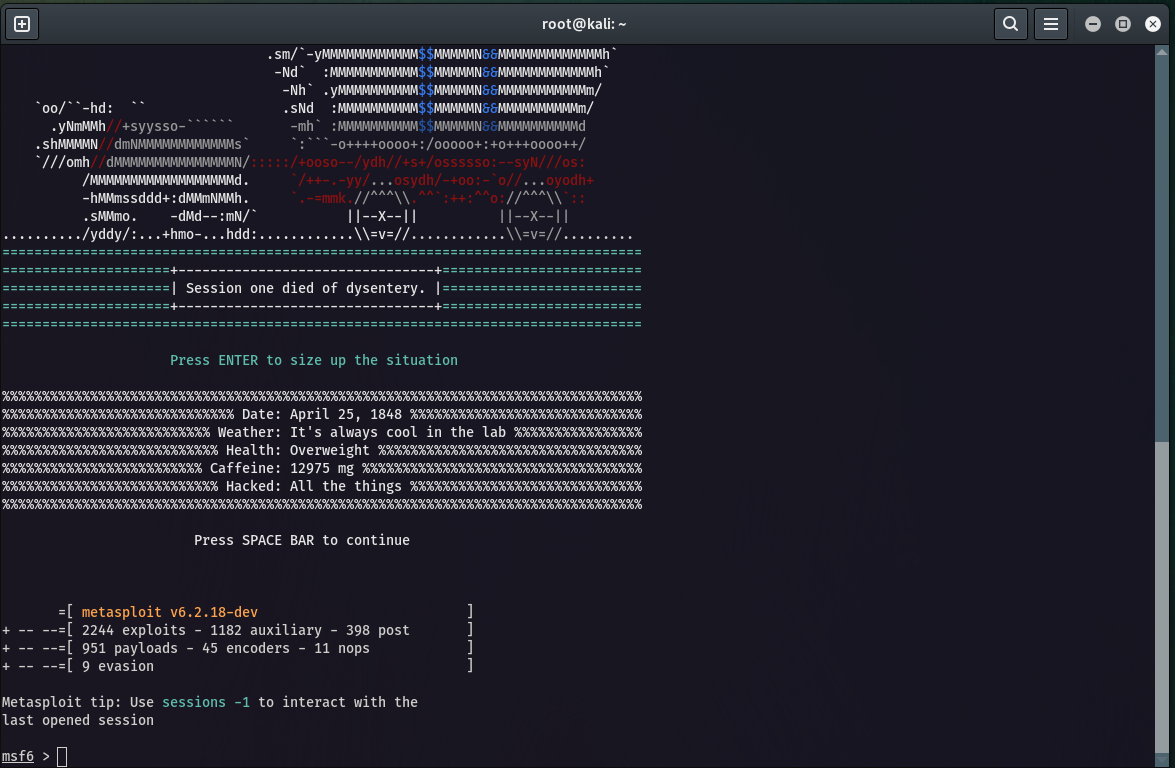 root@kali: ~
.sm/`-yMMMMMMMMMMMM$$MMMMMN&&MMMMMMMMMMMMMh`
-Nd`  :MMMMMMMMMMM$$MMMMMN&&MMMMMMMMMMMMh`
-Nh` .yMMMMMMMMMM$$MMMMMN&&MMMMMMMMMMMm/
`oo/``-hd:  ``                 .sNd  :MMMMMMMMMM$$MMMMMN&&MMMMMMMMMMm/
.yNmMMh//+syysso-``````       -mh` :MMMMMMMMMM$$MMMMMN&&MMMMMMMMMMd
.shMMMMN//dmNMMMMMMMMMMMMs`     `:```-o++++oooo+:/ooooo+:+o+++oooo++/
`///omh//dMMMMMMMMMMMMMMMN/:::::/+ooso--/ydh//+s+/ossssso:--syN///os:
/MMMMMMMMMMMMMMMMMMd.     `/++-.-yy/...osydh/-+oo:-`o//...oyodh+
-hMMmssddd+:dMMmNMMh.     `.-=mmk.//^^^\\.^^`:++:^^o://^^^\\`::
.sMMmo.    -dMd--:mN/`           ||--X--||          ||--X--||
........../yddy/:...+hmo-...hdd:............\\=v=//............\\=v=//.........
================================================================================
=====================+--------------------------------+=========================
=====================| Session one died of dysentery. |=========================
=====================+--------------------------------+=========================
================================================================================
Press ENTER to size up the situation
%%%%%%%%%%%%%%%%%%%%%%%%%%%%%%%%%%%%%%%%%%%%%%%%%%%%%%%%%%%%%%%%%%%%%%%%%%%%%%
%%%%%%%%%%%%%%%%%%%%%%%%%%%%% Date: April 25, 1848 %%%%%%%%%%%%%%%%%%%%%%%%%%%%%
%%%%%%%%%%%%%%%%%%%%%%%%%% Weather: It's always cool in the lab %%%%%%%%%%%%%%%%
%%%%%%%%%%%%%%%%%%%%%%%%%%% Health: Overweight %%%%%%%%%%%%%%%%%%%%%%%%%%%%%%%%%
%%%%%%%%%%%%%%%%%%%%%%%%% Caffeine: 12975 mg %%%%%%%%%%%%%%%%%%%%%%%%%%%%%%%%%%%
%%%%%%%%%%%%%%%%%%%%%%%%%%% Hacked: All the things %%%%%%%%%%%%%%%%%%%%%%%%%%%%%
%%%%%%%%%%%%%%%%%%%%%%%%%%%%%%%%%%%%%%%%%%%%%%%%%%%%%%%%%%%%%%%%%%%%%%%%%%%%%%
Press SPACE BAR to continue
=[ metasploit v6.2.18-dev                          ]
+ -- --=[ 2244 exploits - 1182 auxiliary - 398 post       ]
+ -- --=[ 951 payloads - 45 encoders - 11 nops            ]
+ -- --=[ 9 evasion                                       ]
Metasploit tip: Use sessions -1 to interact with the
last opened session
msf6 >